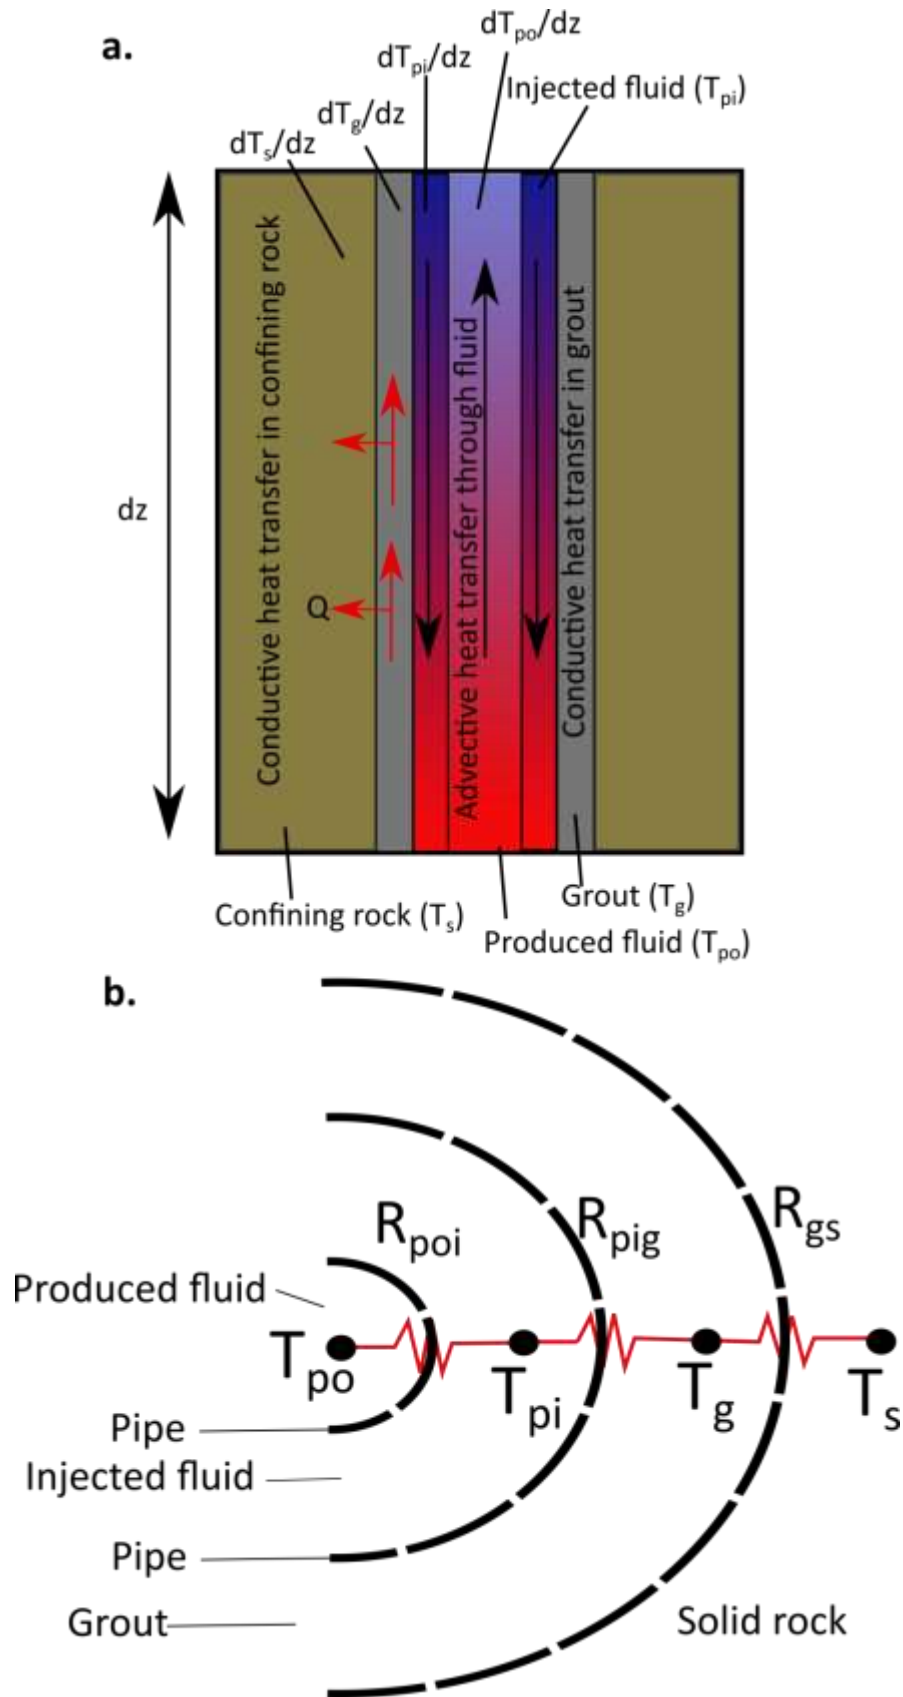 a.
dT_po/dz
dT_pi/dz
Injected fluid (T_pi)
dT_g/dz
dT_s/dz
Conductive heat transfer in confining rock
Advective heat transfer through fluid
Conductive heat transfer in grout
dz
Q
Grout (T_g)
Confining rock (T_s)
Produced fluid (T_po)
b.
R_poi
R_pig
R_gs
Produced fluid
T_po
T_pi
T_g
T_s
Pipe
Injected fluid
Pipe
Grout
Solid rock